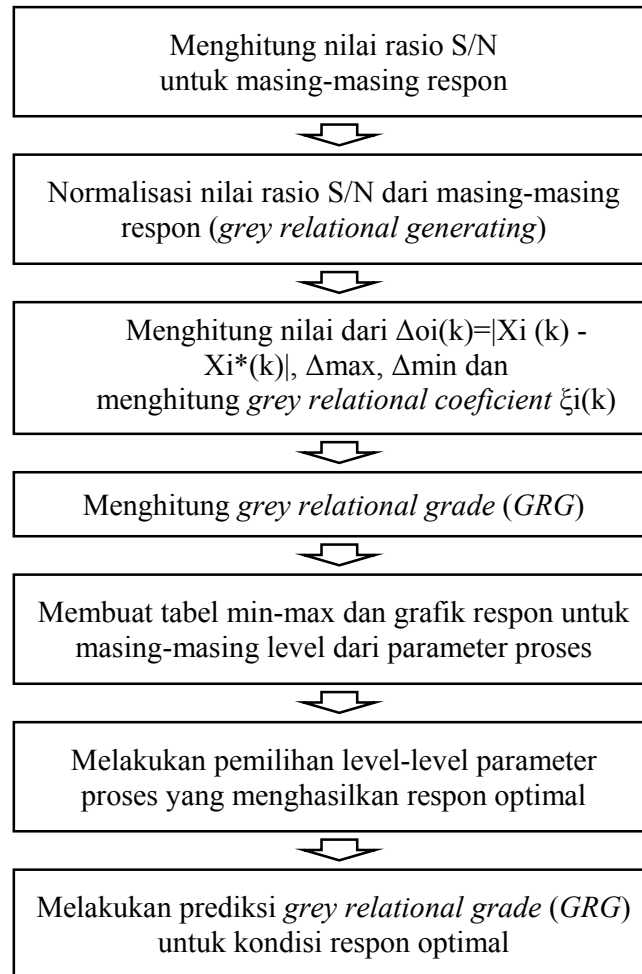 Menghitung nilai rasio S/N
untuk masing-masing respon
Normalisasi nilai rasio S/N dari masing-masing
respon (grey relational generating)
Menghitung nilai dari Δoi(k)=|Xi (k) -
Xi*(k)|, Δmax, Δmin dan
menghitung grey relational coeficient ξi(k)
Menghitung grey relational grade (GRG)
Membuat tabel min-max dan grafik respon untuk
masing-masing level dari parameter proses
Melakukan pemilihan level-level parameter
proses yang menghasilkan respon optimal
Melakukan prediksi grey relational grade (GRG)
untuk kondisi respon optimal